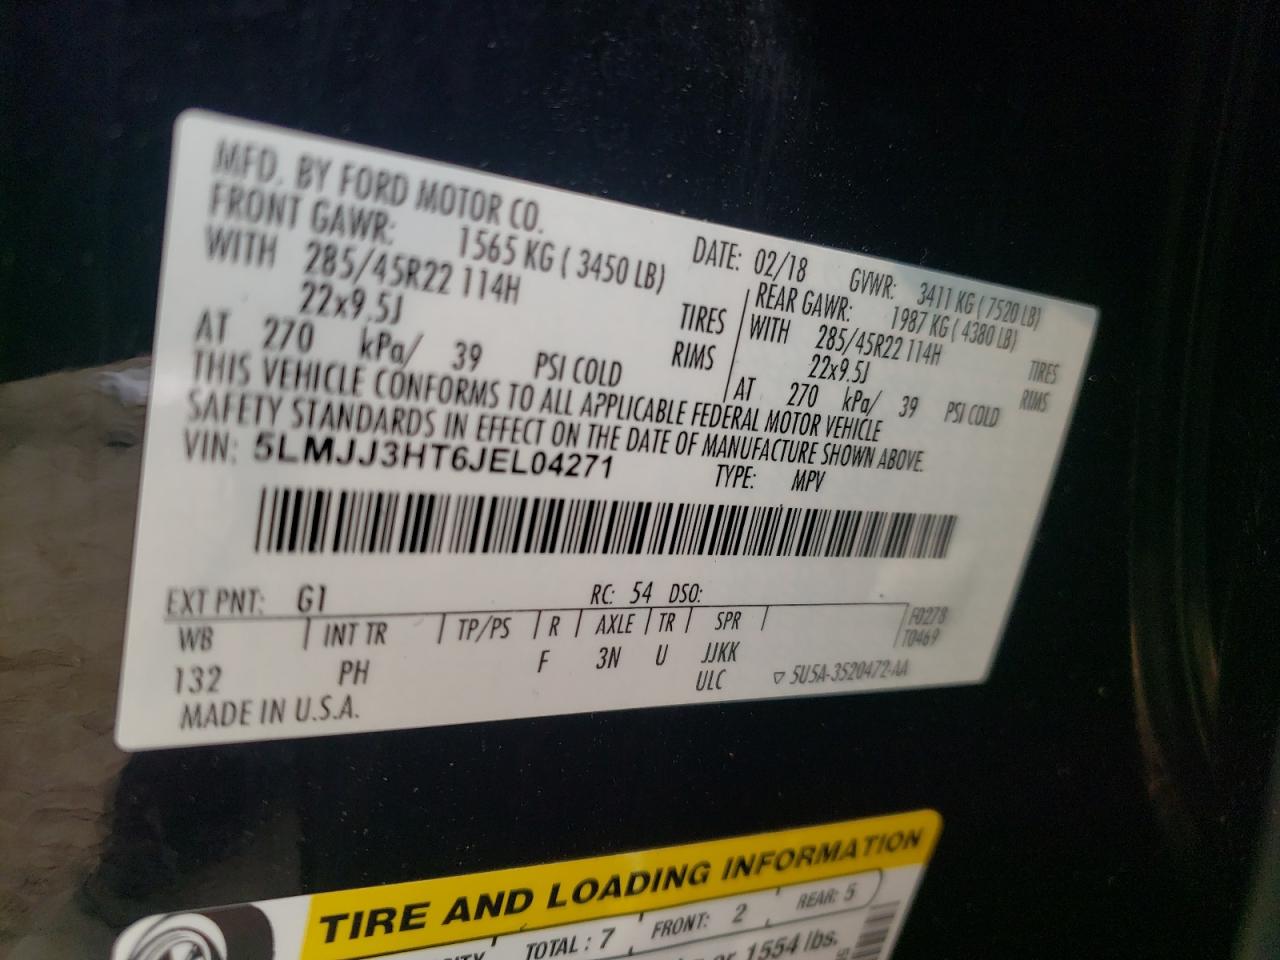 MFD. BY FORD MOTOR CO.
DATE: 02/18 GVWR: 3411 KG ( 7520 LB)
FRONT GAWR: 1565 KG ( 3450 LB)
REAR GAWR: 1987 KG ( 4380 LB)
WITH 285/45R22 114H TIRES
WITH 285/45R22 114H TIRES
22x9.5J RIMS
22x9.5J RIMS
AT 270 kPa/ 39 PSI COLD
AT 270 kPa/ 39 PSI COLD
THIS VEHICLE CONFORMS TO ALL APPLICABLE FEDERAL MOTOR VEHICLE
SAFETY STANDARDS IN EFFECT ON THE DATE OF MANUFACTURE SHOWN ABOVE.
VIN: 5LMJJ3HT6JEL04271
TYPE: MPV
EXT PNT: G1 RC: 54 DSO:
WB INT TR TP/PS R AXLE TR SPR F0278
T0469
132 PH F 3N U JJKK
ULC ▽ 5U5A-3520472-AA
MADE IN U.S.A.
TIRE AND LOADING INFORMATION
TOTAL : 7 FRONT: 2 REAR: 5
or 1554 lbs.